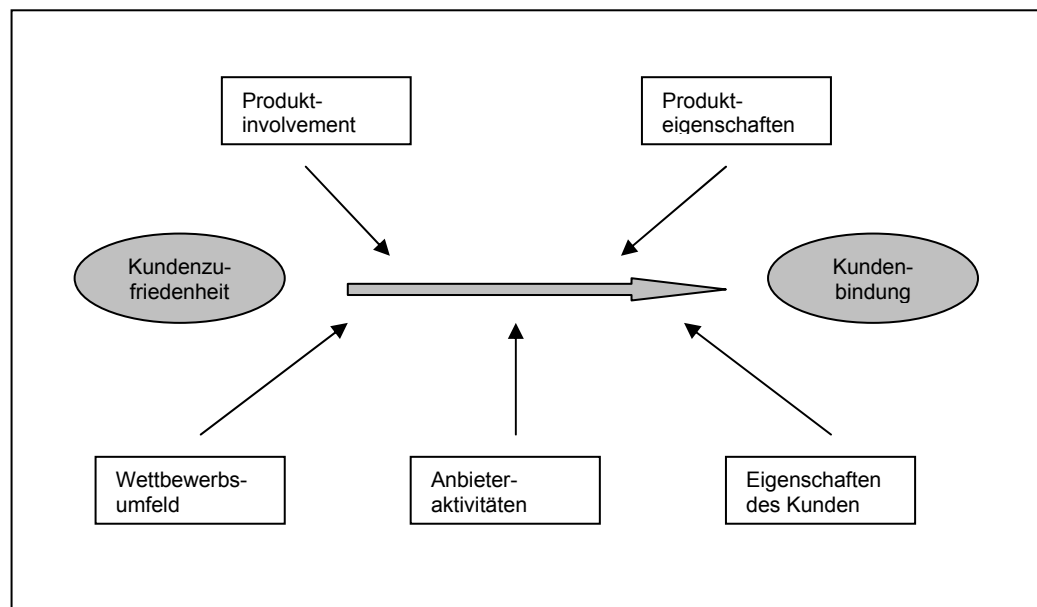 Produkt-
involvement
Produkt-
eigenschaften
Kundenzu-
friedenheit
Kunden-
bindung
Wettbewerbs-
umfeld
Anbieter-
aktivitäten
Eigenschaften
des Kunden